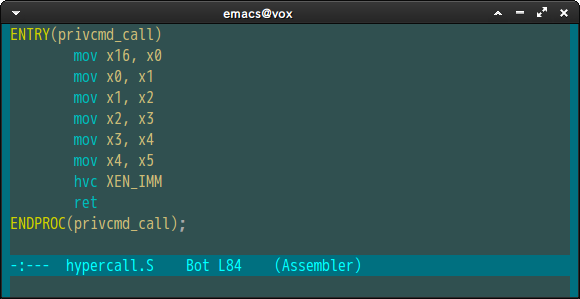 emacs@vox
ENTRY(privcmd_call)
        mov x16, x0
        mov x0, x1
        mov x1, x2
        mov x2, x3
        mov x3, x4
        mov x4, x5
        hvc XEN_IMM
        ret
ENDPROC(privcmd_call);
-:---  hypercall.S    Bot L84    (Assembler)